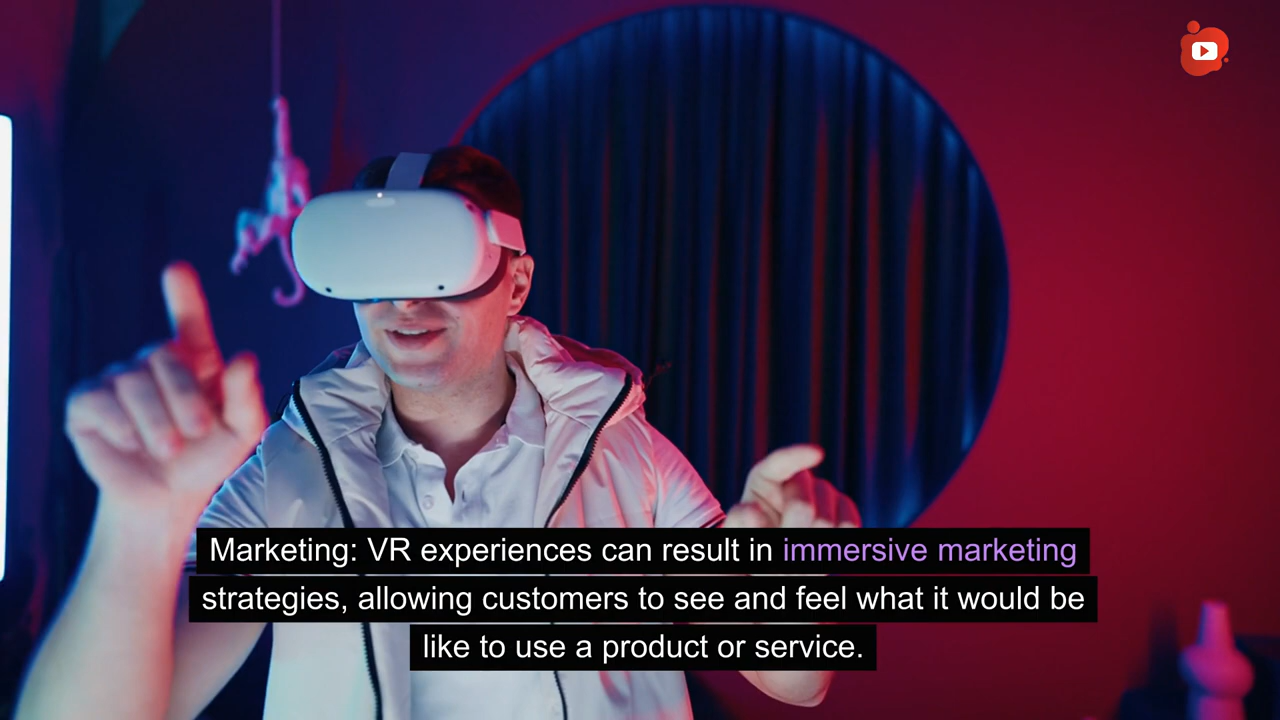 Marketing: VR experiences can result in immersive marketing
strategies, allowing customers to see and feel what it would be
like to use a product or service.